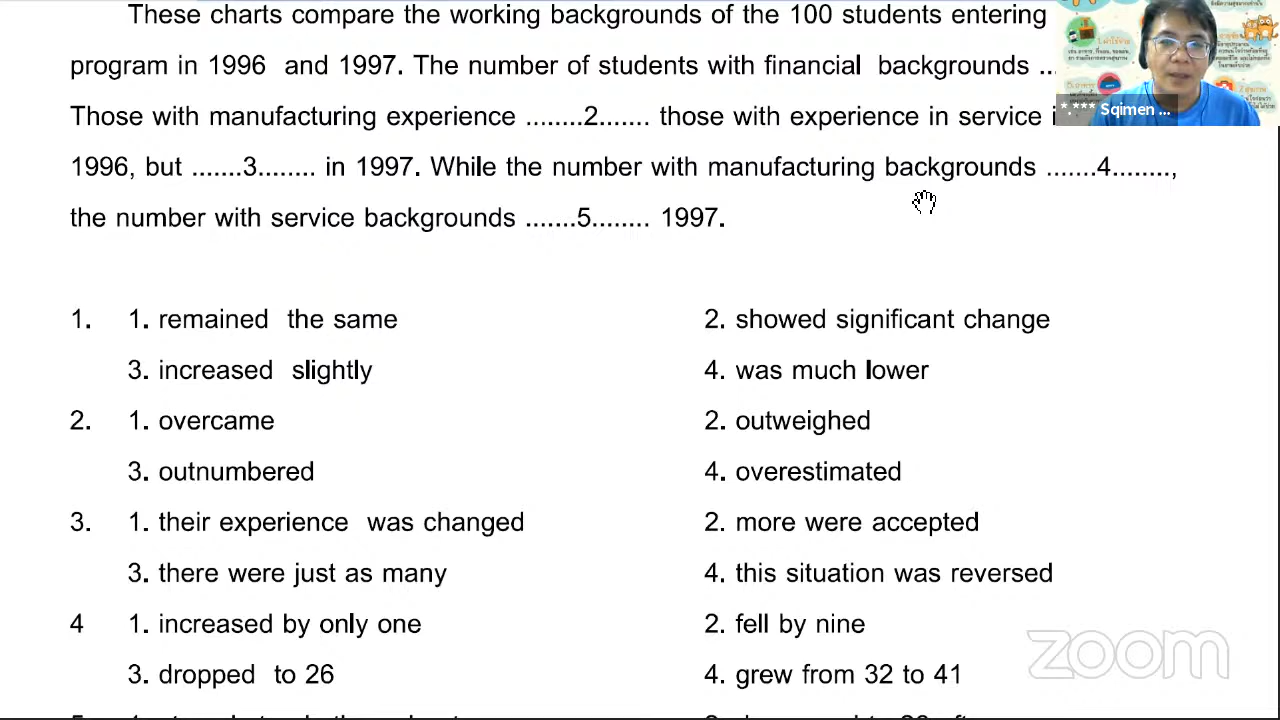 These charts compare the working backgrounds of the 100 students entering
program in 1996 and 1997. The number of students with financial backgrounds ..
Those with manufacturing experience ........2....... those with experience in service
1996, but .......3........ in 1997. While the number with manufacturing backgrounds .......4........,
the number with service backgrounds .......5........ 1997.
1. 1. remained the same 2. showed significant change
3. increased slightly 4. was much lower
2. 1. overcame 2. outweighed
3. outnumbered 4. overestimated
3. 1. their experience was changed 2. more were accepted
3. there were just as many 4. this situation was reversed
4 1. increased by only one 2. fell by nine
3. dropped to 26 4. grew from 32 to 41
*.*** Sqimen ...
zoom